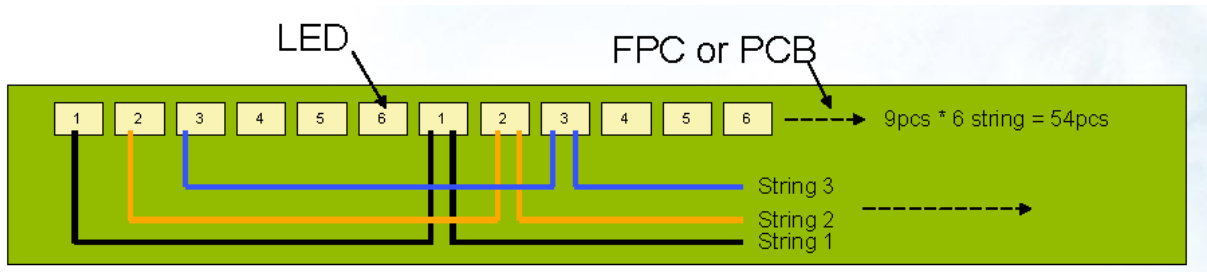 LED
FPC or PCB
1 2 3 4 5 6 1 2 3 4 5 6 9pcs * 6 string = 54pcs
String 3
String 2
String 1